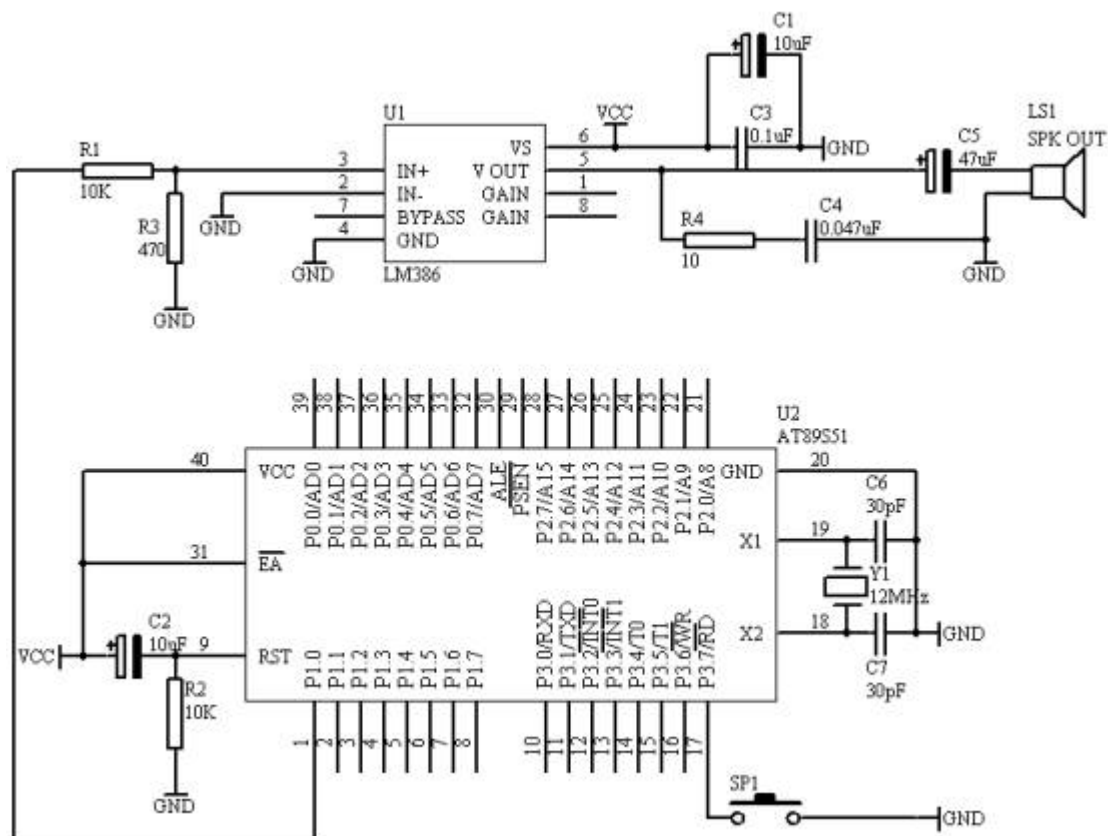 C1
10uF
U1
VCC
C3
0.1uF
GND
LS1
SPK OUT
C5
47uF
R1
10K
3
2
7
4
IN+
IN-
BYPASS
GND
VS
V OUT
GAIN
GAIN
6
5
1
8
LM386
R3
470
GND
GND
GND
R4
10
C4
0.047uF
GND
39
38
37
36
35
34
33
32
30
29
28
27
26
25
24
23
22
21
U2
AT89S51
40
VCC
P0.0/AD0
P0.1/AD1
P0.2/AD2
P0.3/AD3
P0.4/AD4
P0.5/AD5
P0.6/AD6
P0.7/AD7
ALE
PSEN
P2.7/A15
P2.6/A14
P2.5/A13
P2.4/A12
P2.3/A11
P2.2/A10
P2.1/A9
P2.0/A8
GND
20
C6
30pF
31
EA
X1
19
Y1
12MHz
VCC
C2
10uF
9
RST
P1.0
P1.1
P1.2
P1.3
P1.4
P1.5
P1.6
P1.7
P3.0/RXD
P3.1/TXD
P3.2/INT0
P3.3/INT1
P3.4/T0
P3.5/T1
P3.6/WR
P3.7/RD
X2
18
GND
C7
30pF
R2
10K
GND
1
2
3
4
5
6
7
8
10
11
12
13
14
15
16
17
SP1
GND